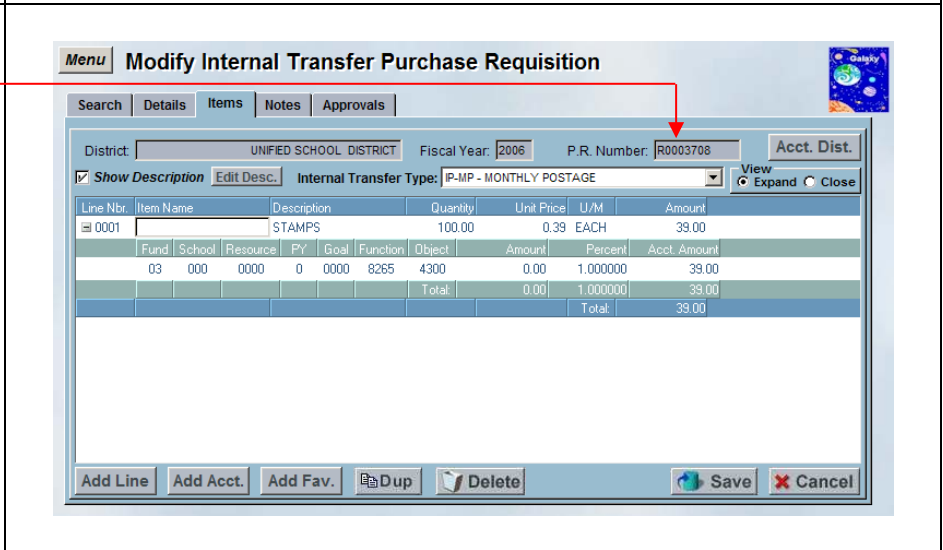 Menu Modify Internal Transfer Purchase Requisition
Galaxy
Search Details Items Notes Approvals
District: UNIFIED SCHOOL DISTRICT Fiscal Year: 2006 P.R. Number: R0003708 Acct. Dist.
Show Description Edit Desc. Internal Transfer Type: IP-MP - MONTHLY POSTAGE View Expand Close
Line Nbr. Item Name Description Quantity Unit Price U/M Amount
0001 STAMPS 100.00 0.39 EACH 39.00
Fund School Resource PY Goal Function Object Amount Percent Acct. Amount
03 000 0000 0 0000 8265 4300 0.00 1.000000 39.00
Total: 0.00 1.000000 39.00
Total: 39.00
Add Line Add Acct. Add Fav. Dup Delete Save Cancel